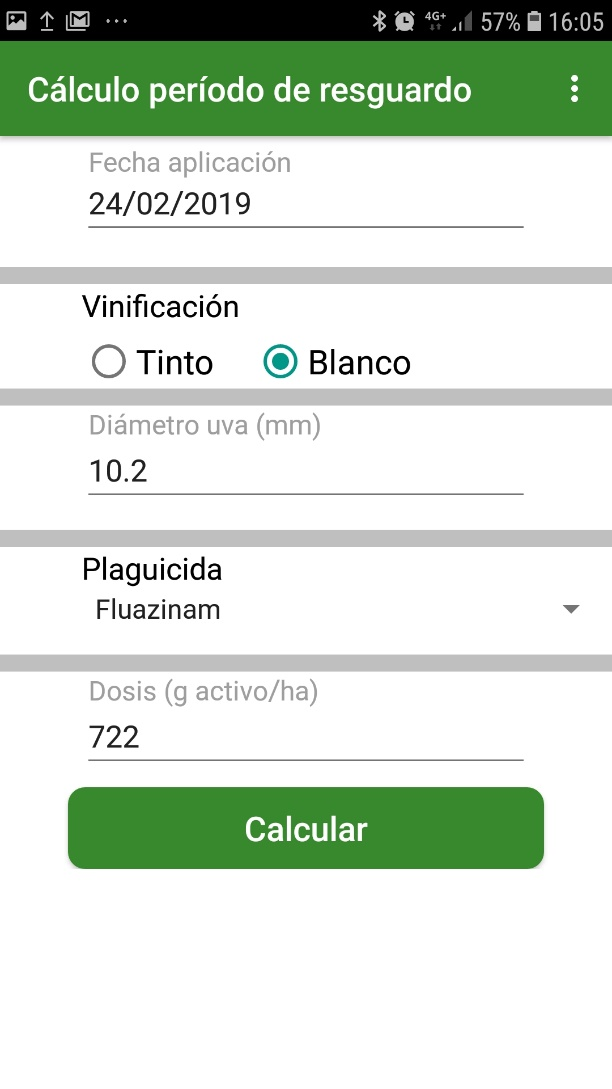 4G+ 57% 16:05
Cálculo período de resguardo
Fecha aplicación
24/02/2019
Vinificación
Tinto Blanco
Diámetro uva (mm)
10.2
Plaguicida
Fluazinam
Dosis (g activo/ha)
722
Calcular